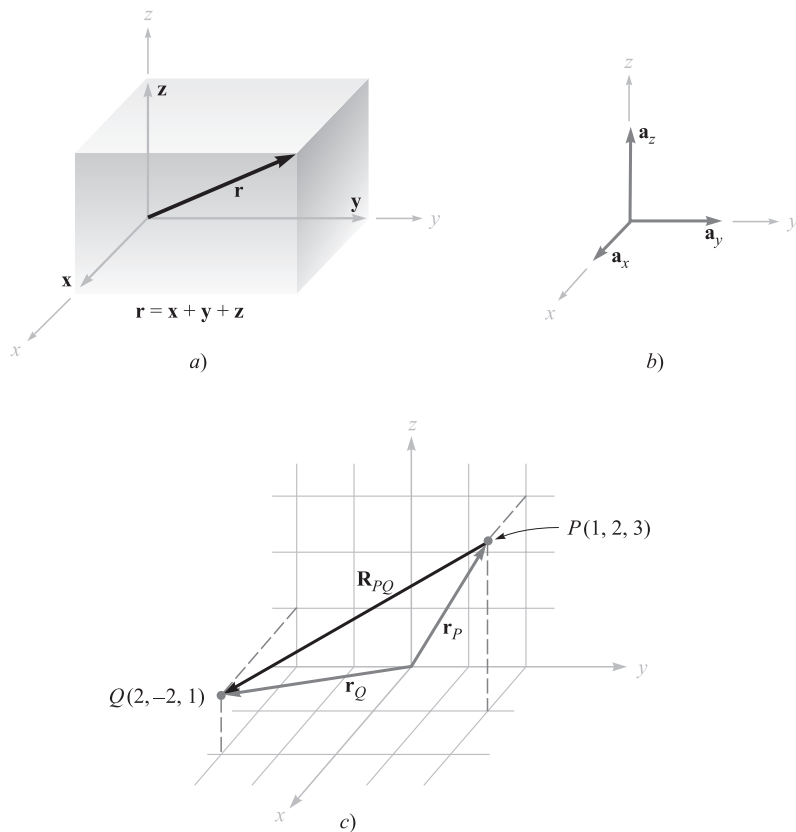 z
z
r
y
y
x
x
r = x + y + z
a)
z
a_z
y
a_y
a_x
x
b)
z
P(1, 2, 3)
R_PQ
r_P
y
Q(2, –2, 1)
r_Q
x
c)